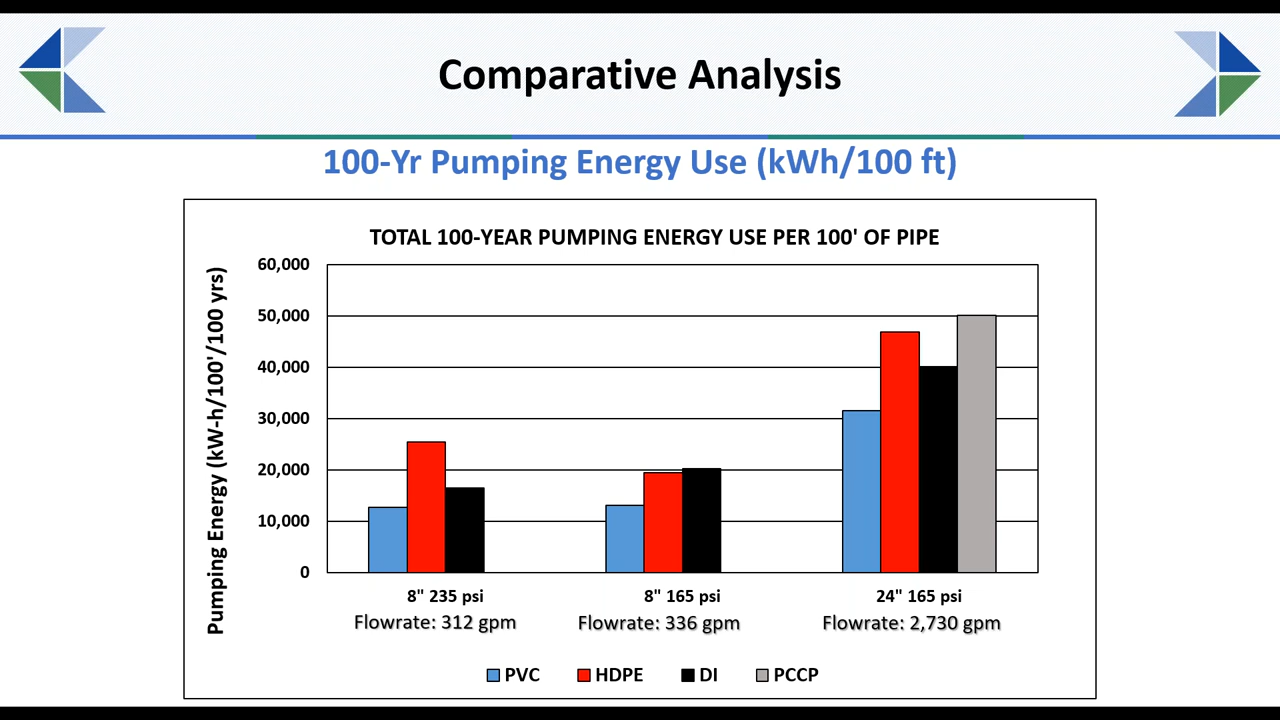 Comparative Analysis
100-Yr Pumping Energy Use (kWh/100 ft)
TOTAL 100-YEAR PUMPING ENERGY USE PER 100' OF PIPE
Pumping Energy (kW-h/100'/100 yrs)
60,000
50,000
40,000
30,000
20,000
10,000
0
8" 235 psi 8" 165 psi 24" 165 psi
Flowrate: 312 gpm Flowrate: 336 gpm Flowrate: 2,730 gpm
PVC HDPE DI PCCP